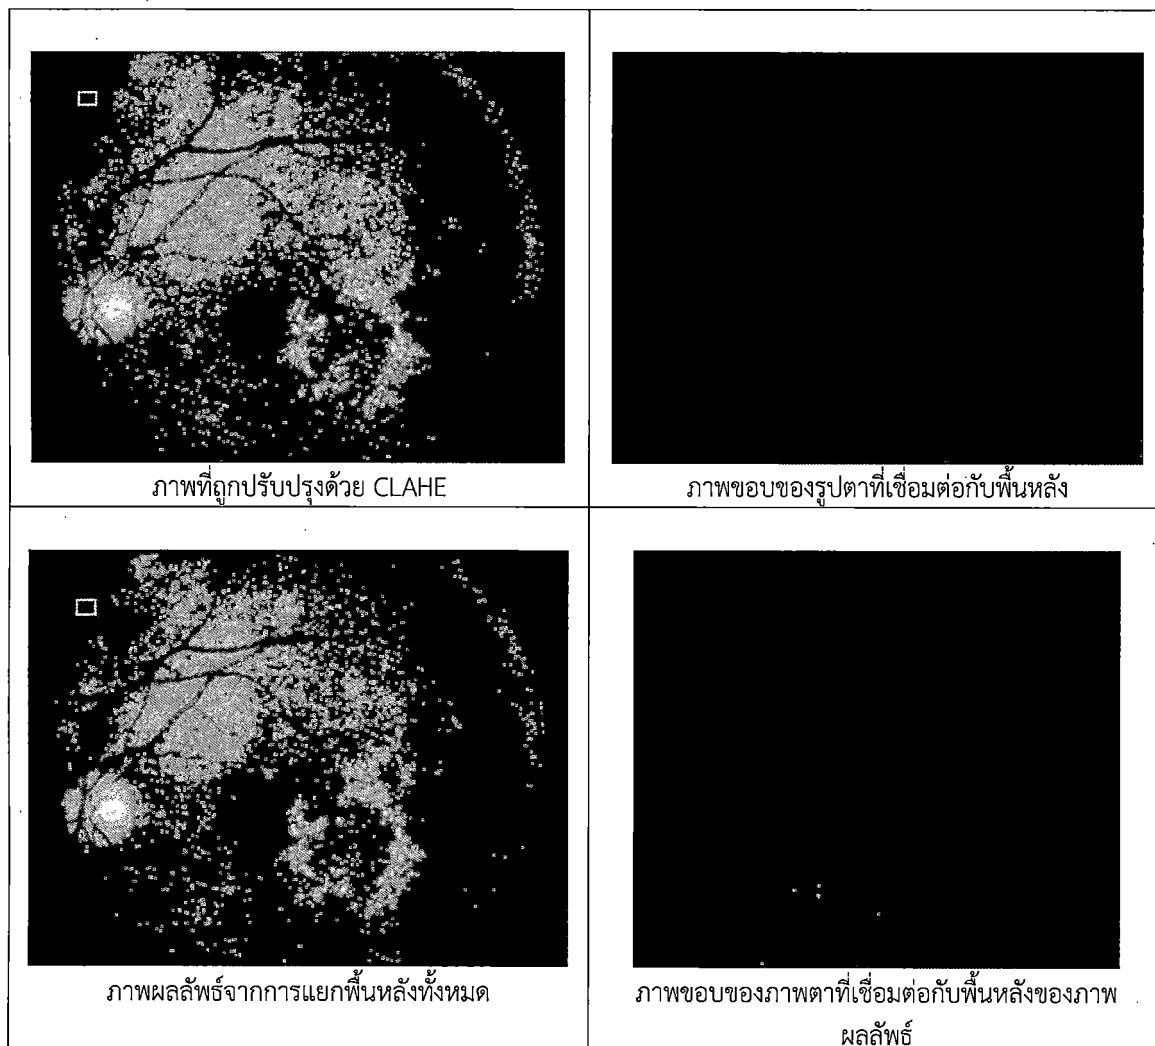 ภาพที่ถูกปรับปรุงด้วย CLAHE
ภาพขอบของรูปตาที่เชื่อมต่อกับพื้นหลัง
ภาพผลลัพธ์จากการแยกพื้นหลังทั้งหมด
ภาพขอบของภาพตาที่เชื่อมต่อกับพื้นหลังของภาพ
ผลลัพธ์